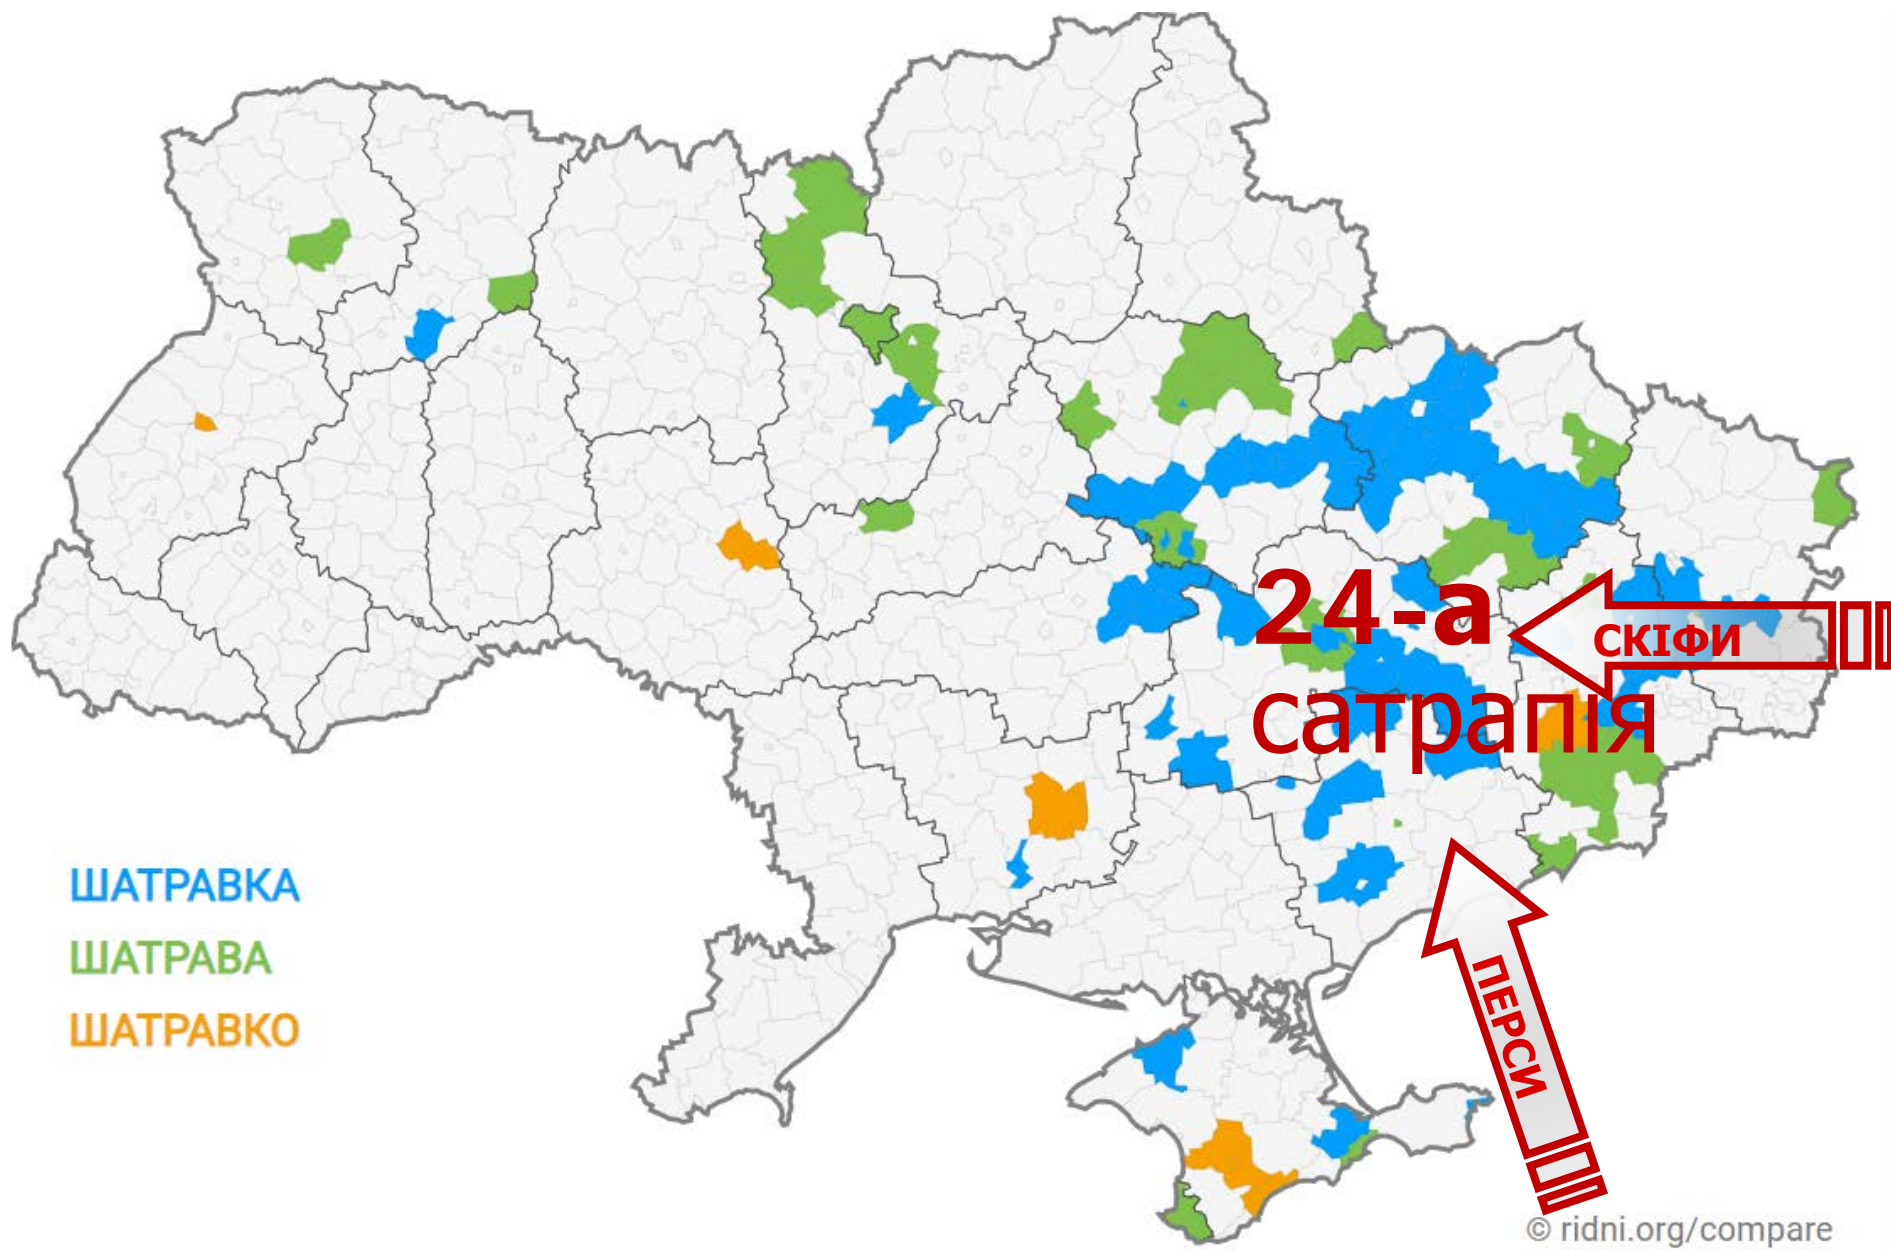 24-а
СКІФИ
сатрапія
ШАТРАВКА
ШАТРАВА
ШАТРАВКО
ПЕРСИ
© ridni.org/compare